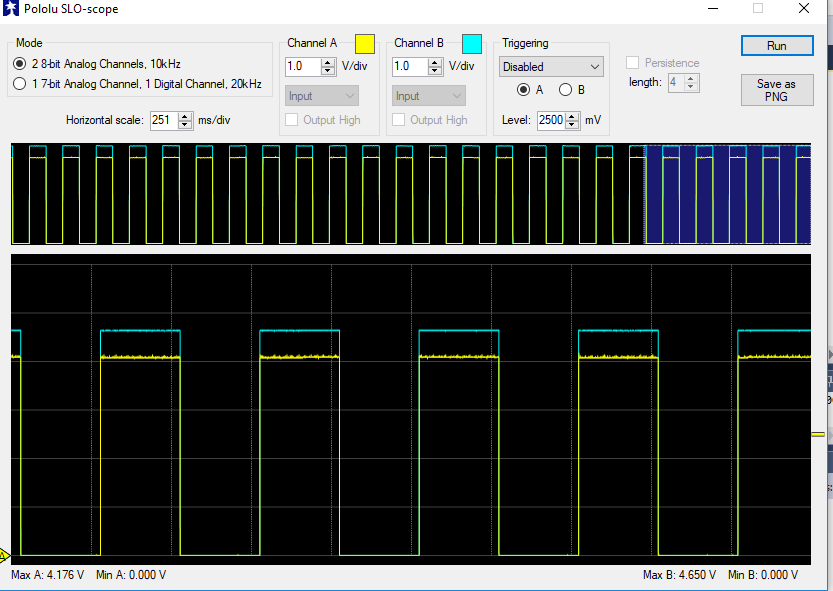 Pololu SLO-scope
Mode
2 8-bit Analog Channels, 10kHz
1 7-bit Analog Channels, 1 Digital Channel, 20kHz
Horizontal scale: 251 ms/div
Channel A
1.0 V/div
Input
Output High
Channel B
1.0 V/div
Input
Output High
Triggering
Disabled
A B
Level: 2500 mV
Persistence
length: 4
Run
Save as
PNG
A
Max A: 4.176 V Min A: 0.000 V
Max B: 4.650 V Min B: 0.000 V